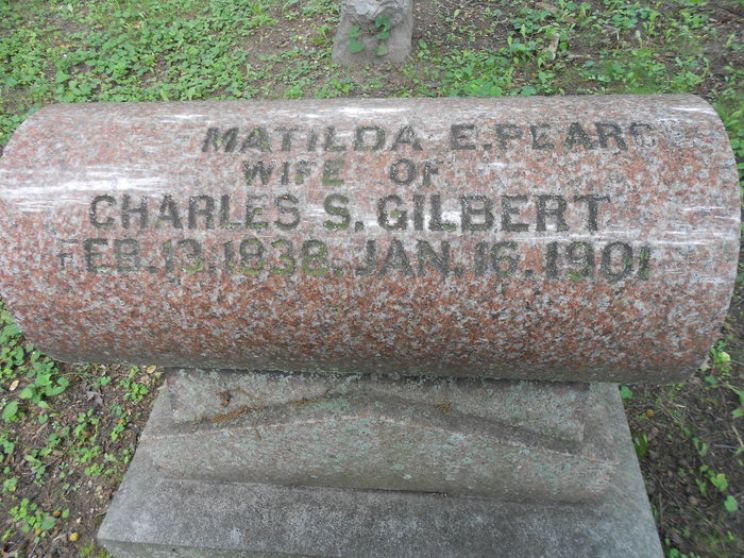 MATILDA E. PEARC
WIFE OF
CHARLES S. GILBERT
FEB. 13. 1838. JAN. 16. 1901